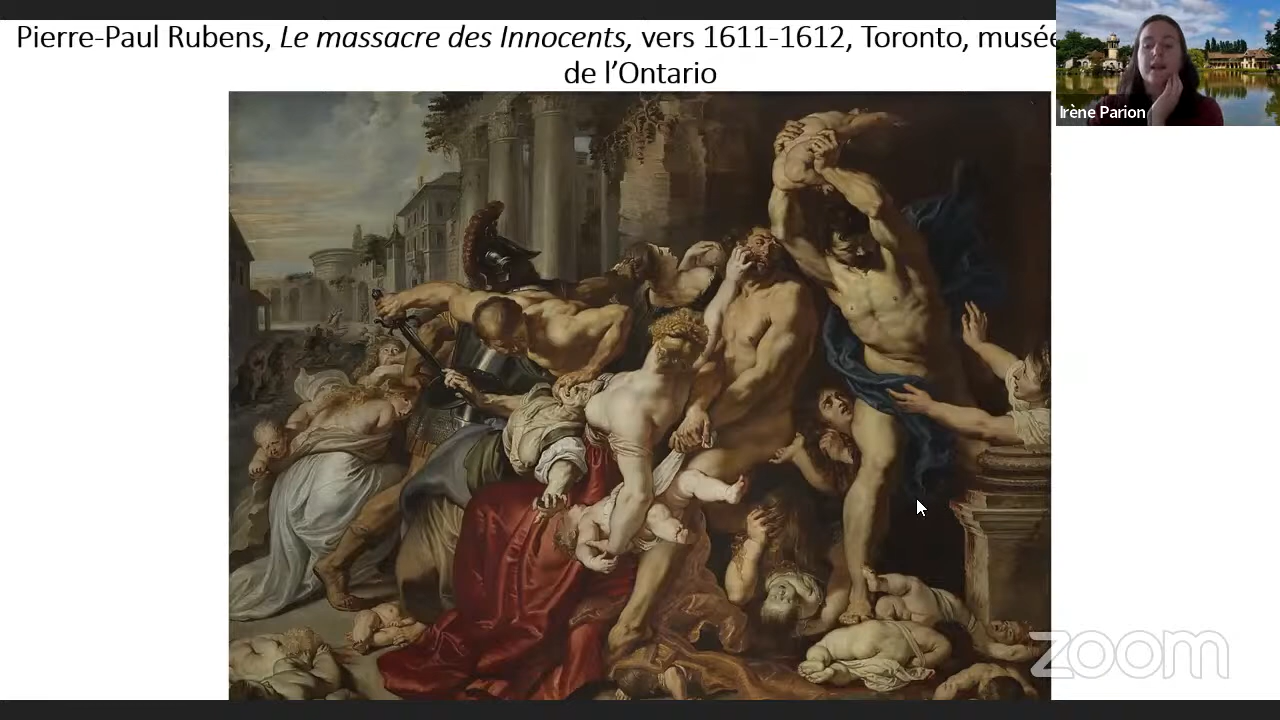 Pierre-Paul Rubens, Le massacre des Innocents, vers 1611-1612, Toronto, musée
de l’Ontario
Irène Parion
zoom